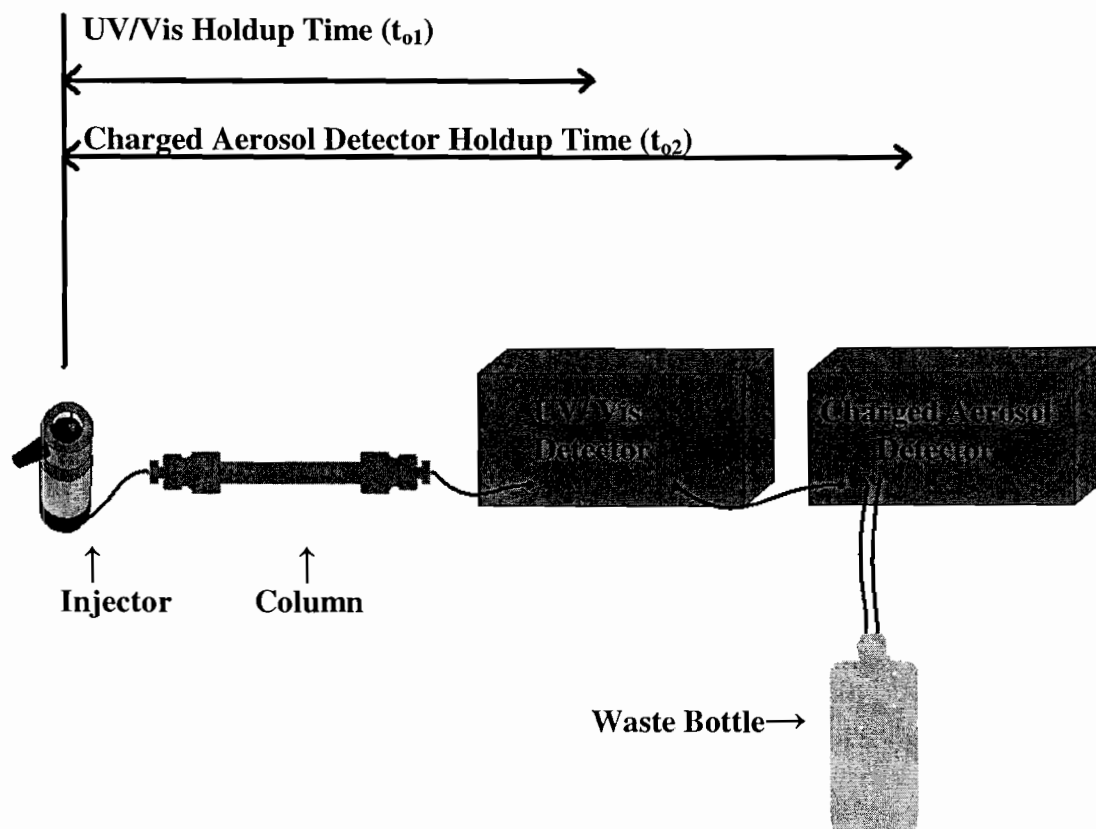 UV/Vis Holdup Time (to1)
Charged Aerosol Detector Holdup Time (to2)
UV/Vis
Detector
Charged Aerosol
Detector
↑
Injector
↑
Column
Waste Bottle→